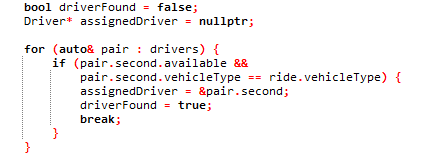 bool driverFound = false;
Driver* assignedDriver = nullptr;
for (auto& pair : drivers) {
if (pair.second.available &&
pair.second.vehicleType == ride.vehicleType) {
assignedDriver = &pair.second;
driverFound = true;
break;
}
}